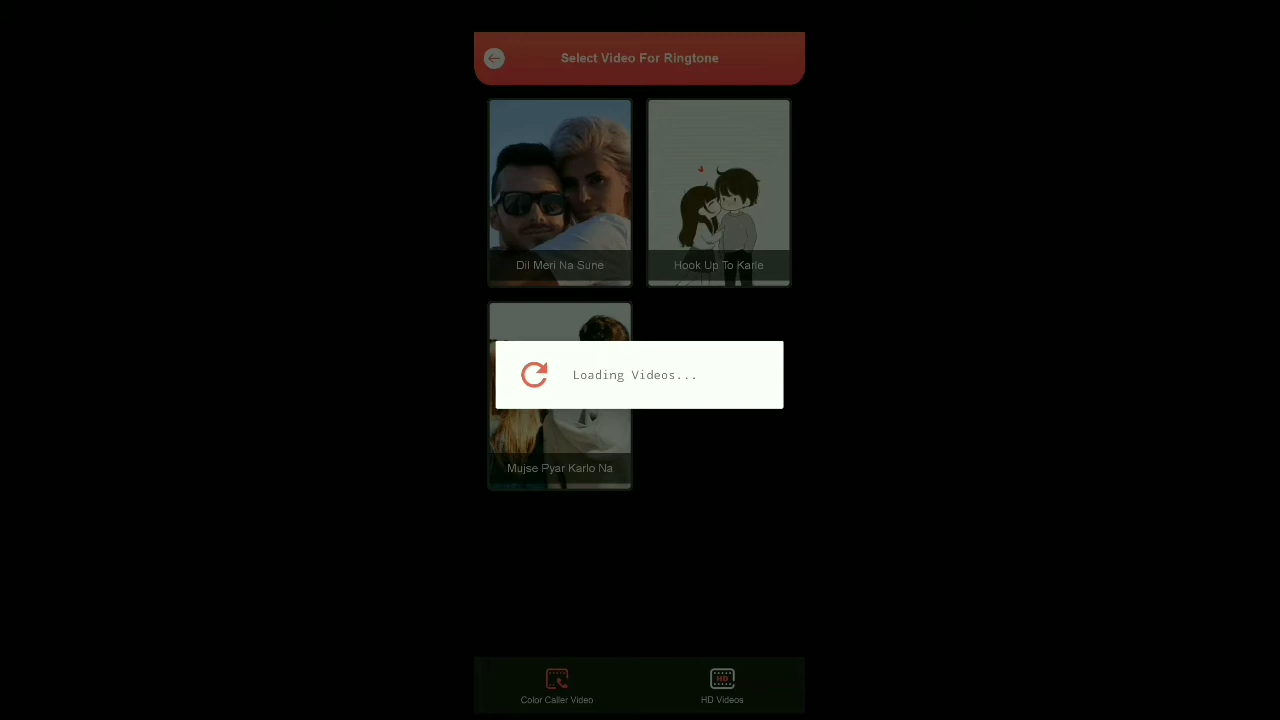 Select Video For Ringtone
Dil Meri Na Sune
Hook Up To Karle
Loading Videos...
Mujse Pyar Karlo Na
HD
Color Caller Video
HD Videos